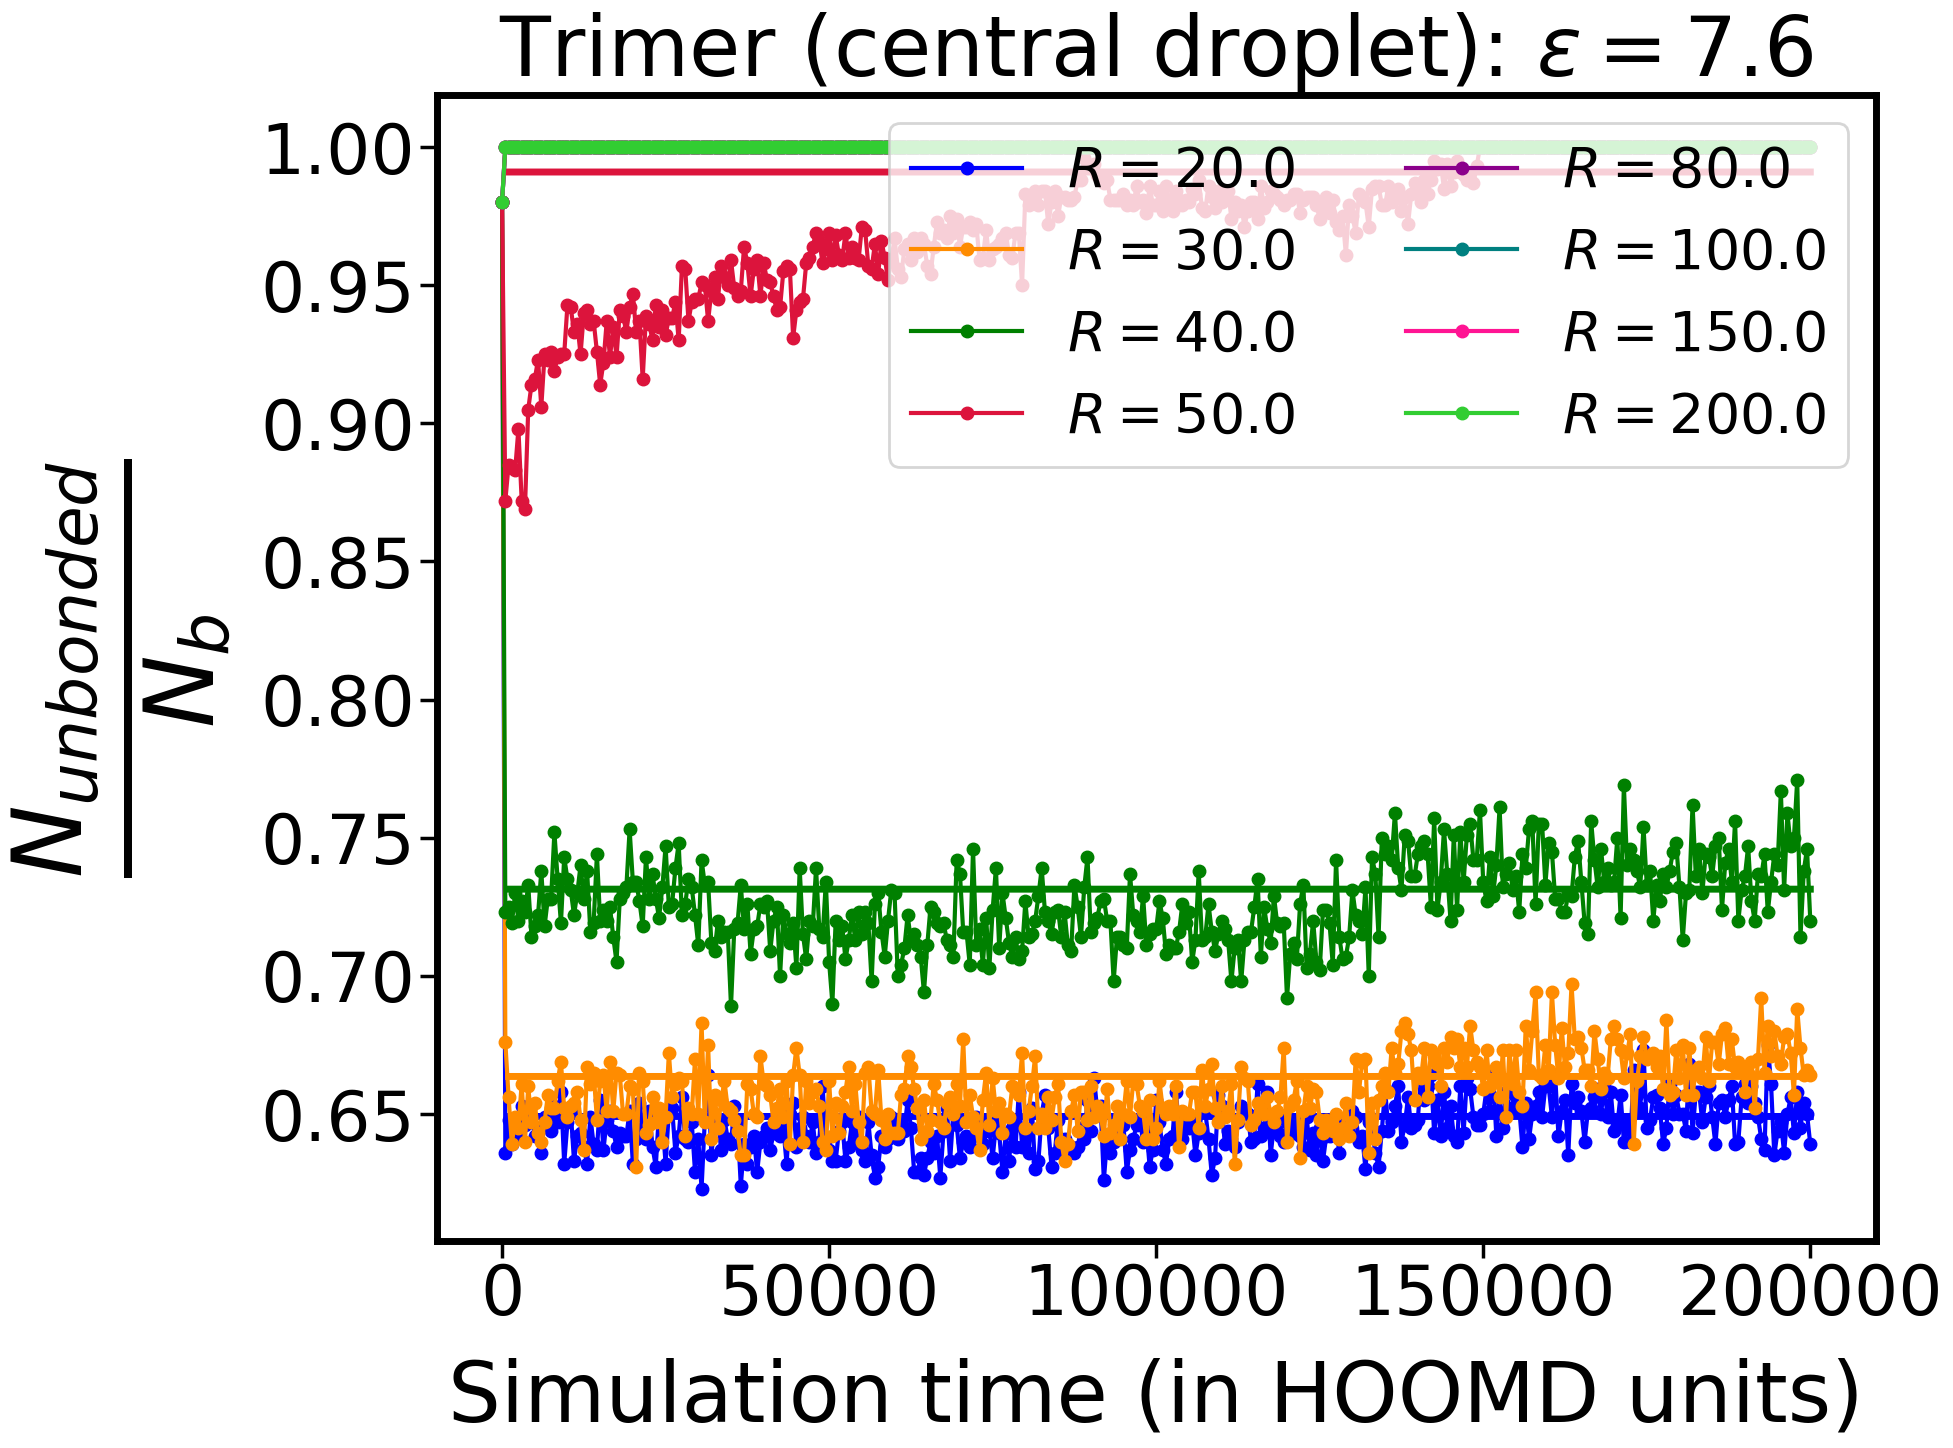 Trimer (central droplet): ε = 7.6
N_unbonded
N_b
1.00
0.95
0.90
0.85
0.80
0.75
0.70
0.65
R = 20.0
R = 30.0
R = 40.0
R = 50.0
R = 80.0
R = 100.0
R = 150.0
R = 200.0
0 50000 100000 150000 200000
Simulation time (in HOOMD units)